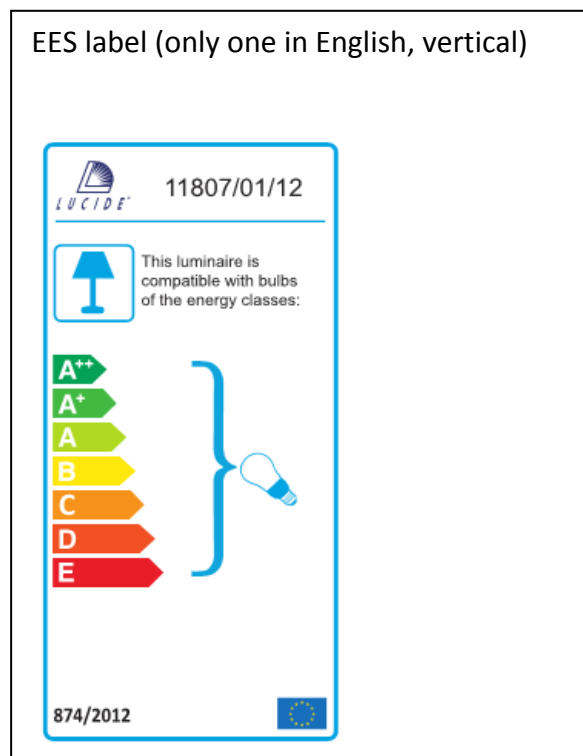 EES label (only one in English, vertical)
LUCIDE
11807/01/12
This luminaire is
compatible with bulbs
of the energy classes:
A++
A+
A
B
C
D
E
874/2012